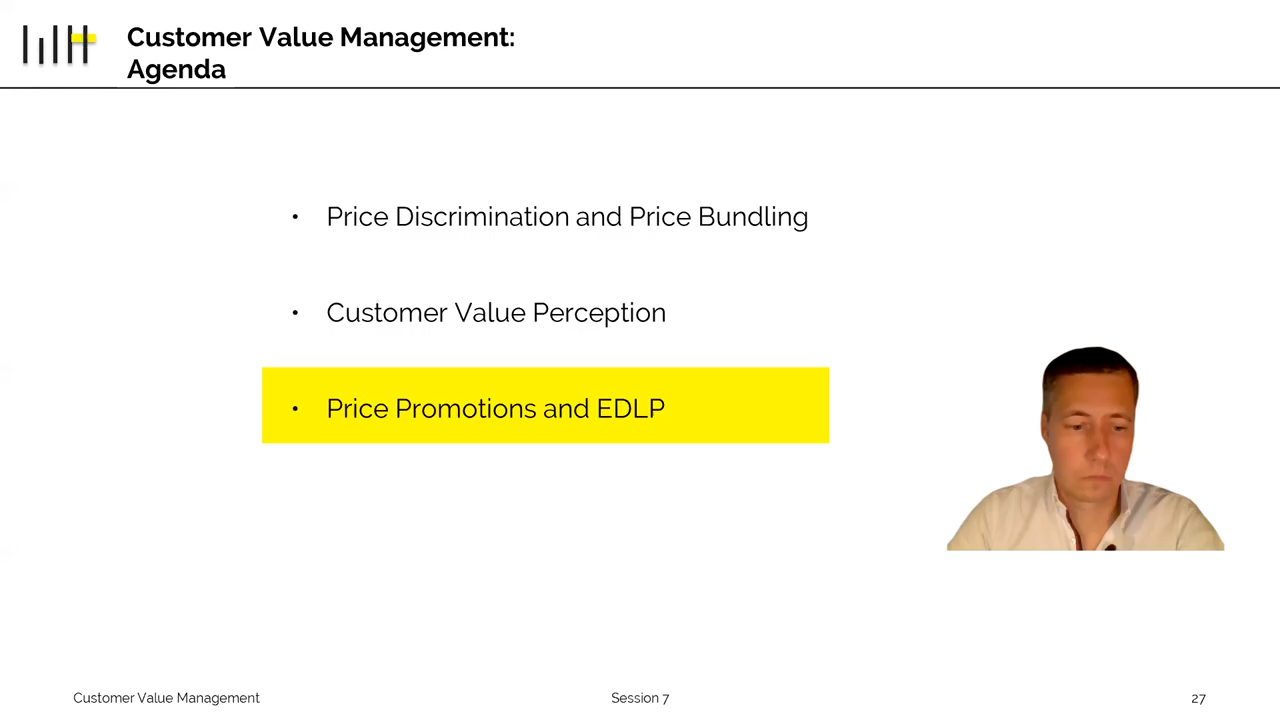 Customer Value Management:
Agenda
• Price Discrimination and Price Bundling
• Customer Value Perception
• Price Promotions and EDLP
Customer Value Management
Session 7
27